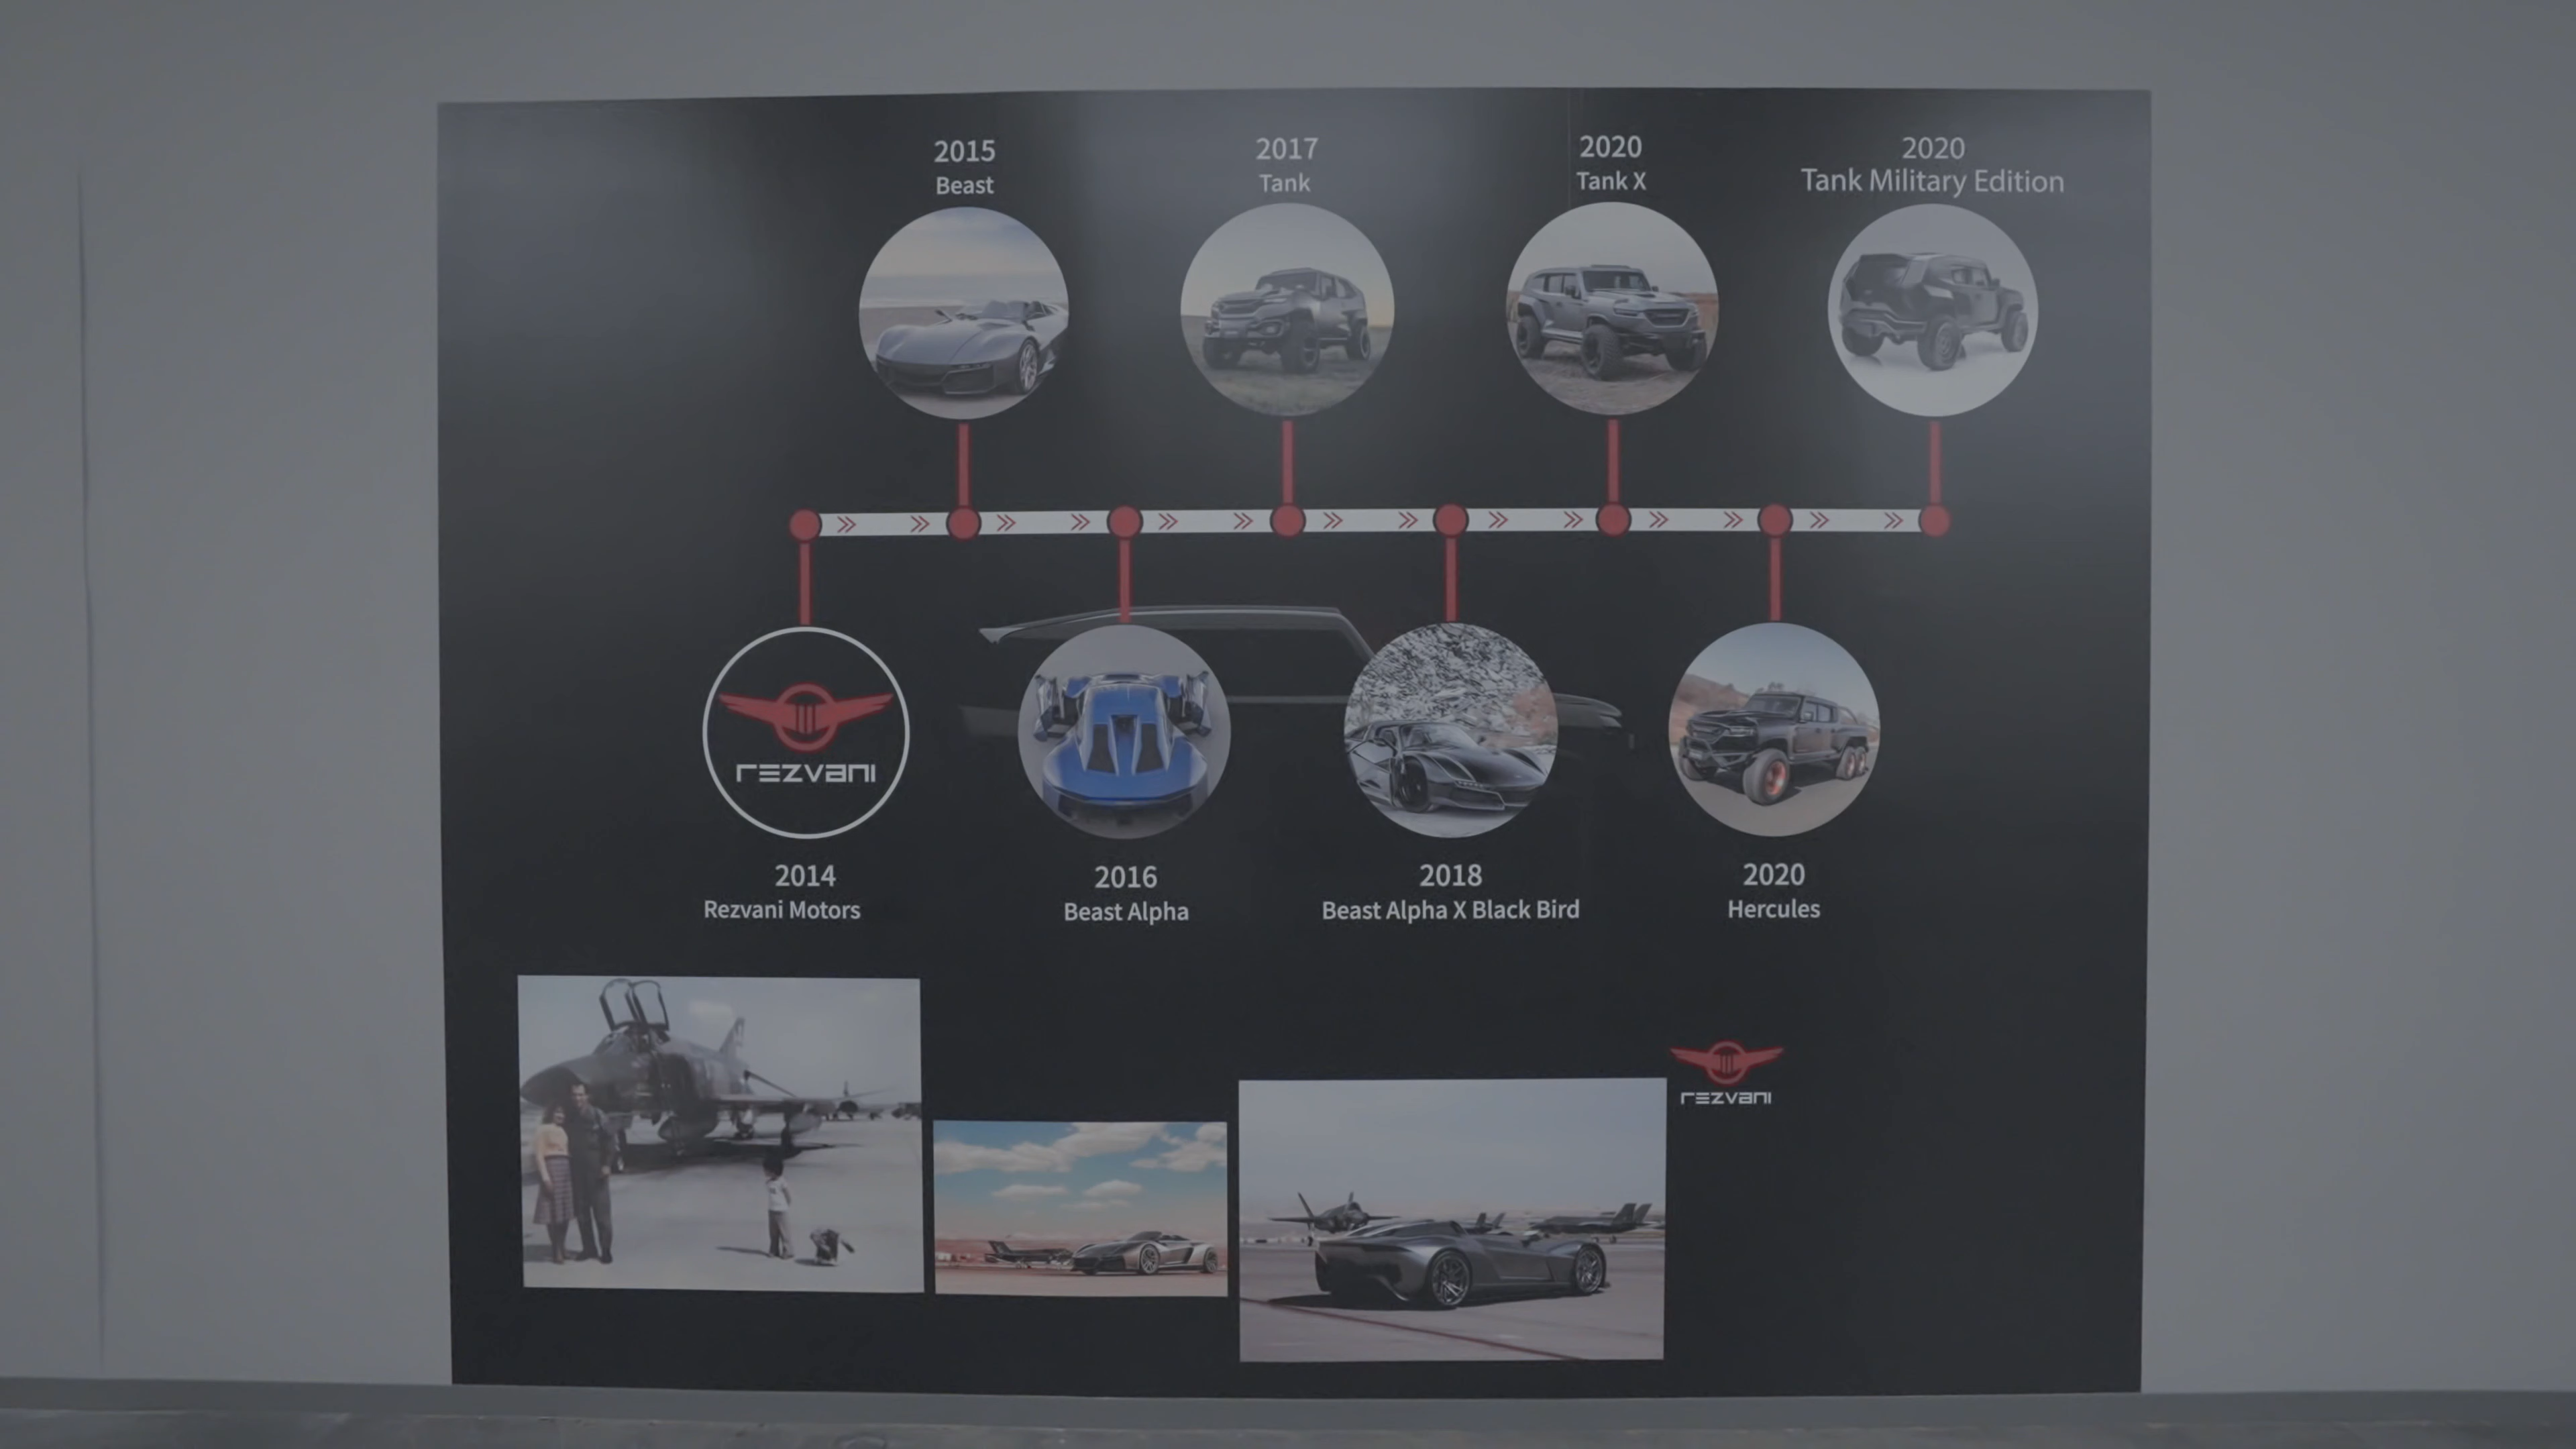 2015
Beast
2017
Tank
2020
Tank X
2020
Tank Military Edition
REZVANI
2014
Rezvani Motors
2016
Beast Alpha
2018
Beast Alpha X Black Bird
2020
Hercules
REZVANI